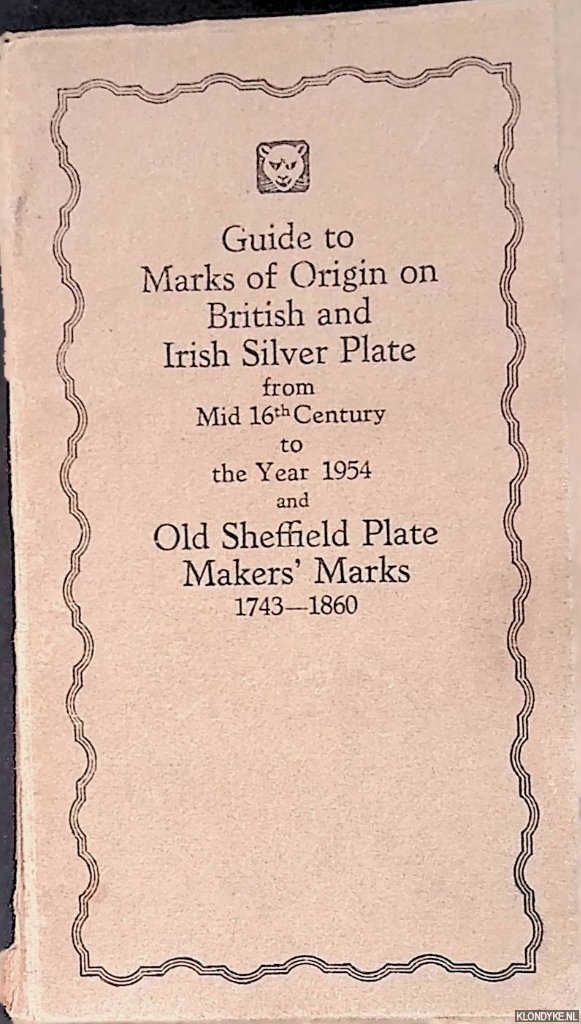 Guide to
Marks of Origin on
British and
Irish Silver Plate
from
Mid 16th Century
to
the Year 1954
and
Old Sheffield Plate
Makers' Marks
1743—1860
KLONDYKE.NL